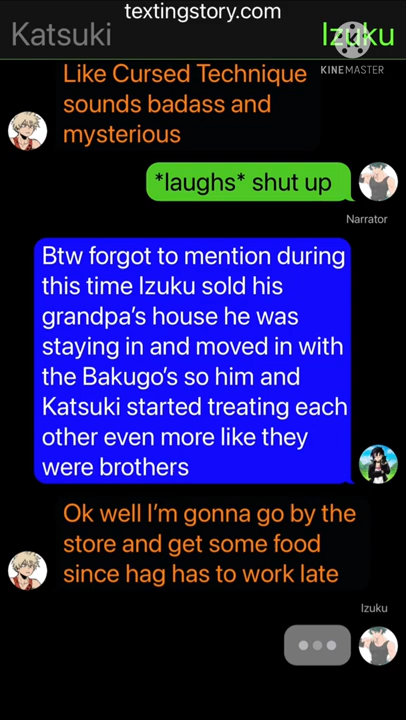 textingstory.com
Katsuki
Izuku
KINEMASTER
Like Cursed Technique
sounds badass and
mysterious
*laughs* shut up
Narrator
Btw forgot to mention during
this time Izuku sold his
grandpa's house he was
staying in and moved in with
the Bakugo's so him and
Katsuki started treating each
other even more like they
were brothers
Ok well I'm gonna go by the
store and get some food
since hag has to work late
Izuku